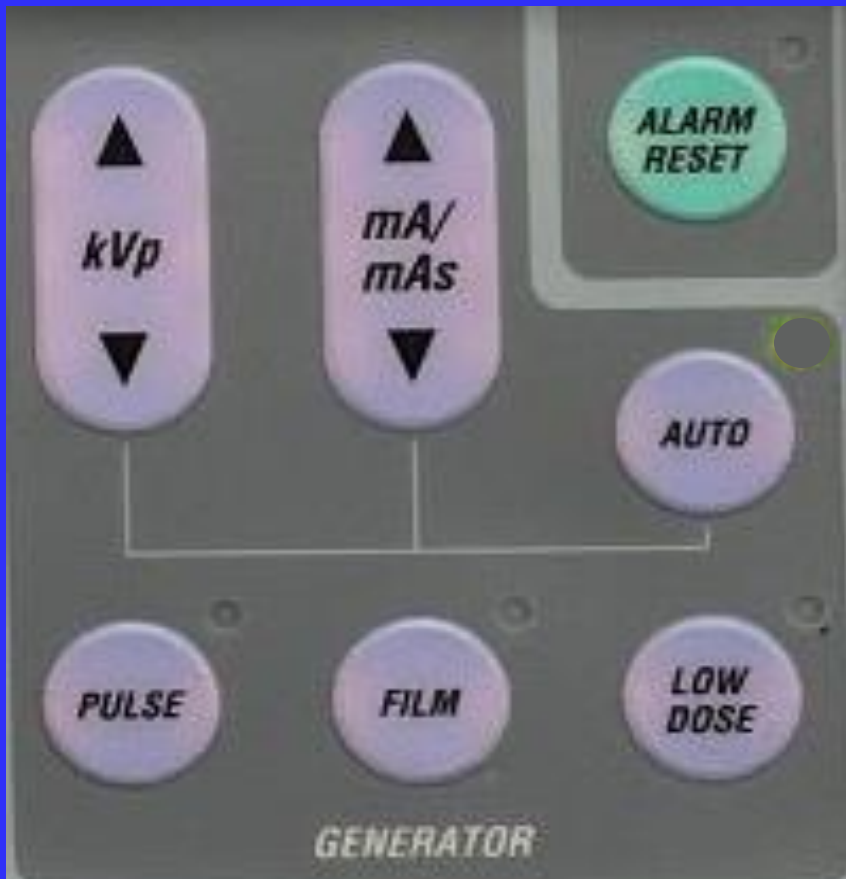 kVp
mA/
mAs
ALARM
RESET
AUTO
PULSE
FILM
LOW
DOSE
GENERATOR